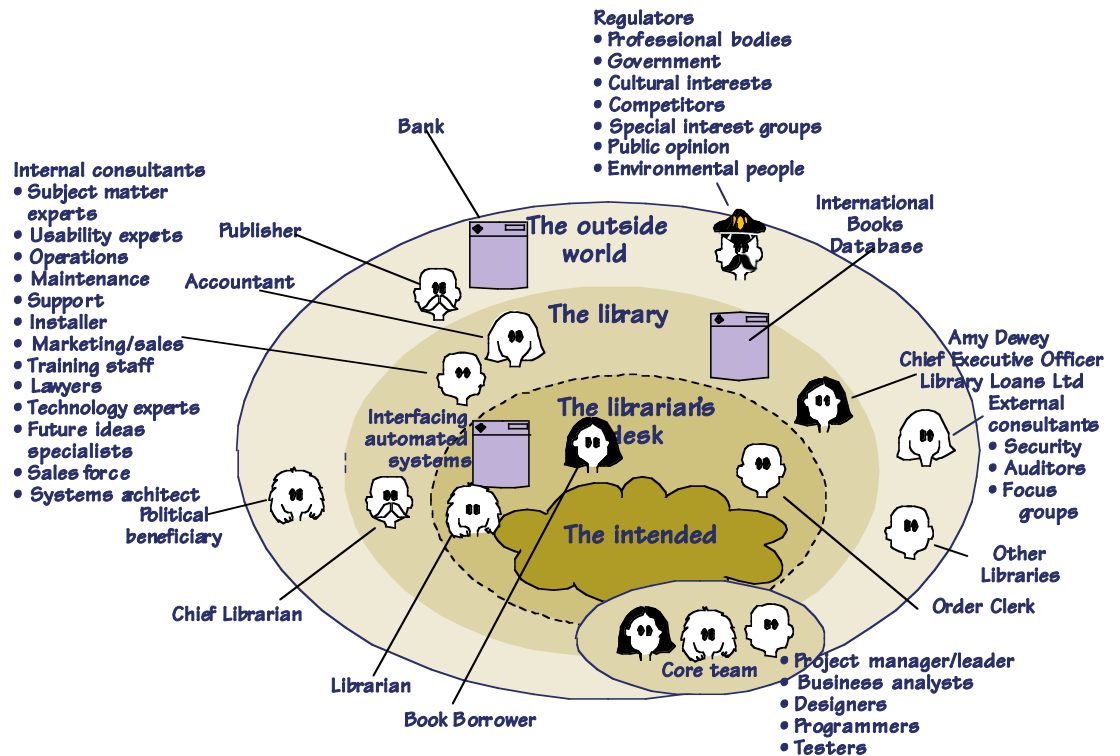 Regulators
• Professional bodies
• Government
• Cultural interests
• Competitors
• Special interest groups
• Public opinion
• Environmental people
Bank
Internal consultants
• Subject matter
experts
• Usability experts
• Operations
• Maintenance
• Support
• Installer
• Marketing/sales
• Training staff
• Lawyers
• Technology experts
• Future ideas
specialists
• Sales force
• Systems architect
Publisher
Accountant
The outside
world
International
Books
Database
The library
Amy Dewey
Chief Executive Officer
Library Loans Ltd
External
consultants
• Security
• Auditors
• Focus
groups
Interfacing
automated
systems
The librarian's
desk
Political
beneficiary
The intended
Other
Libraries
Chief Librarian
Order Clerk
Librarian
Book Borrower
Core team
• Project manager/leader
• Business analysts
• Designers
• Programmers
• Testers